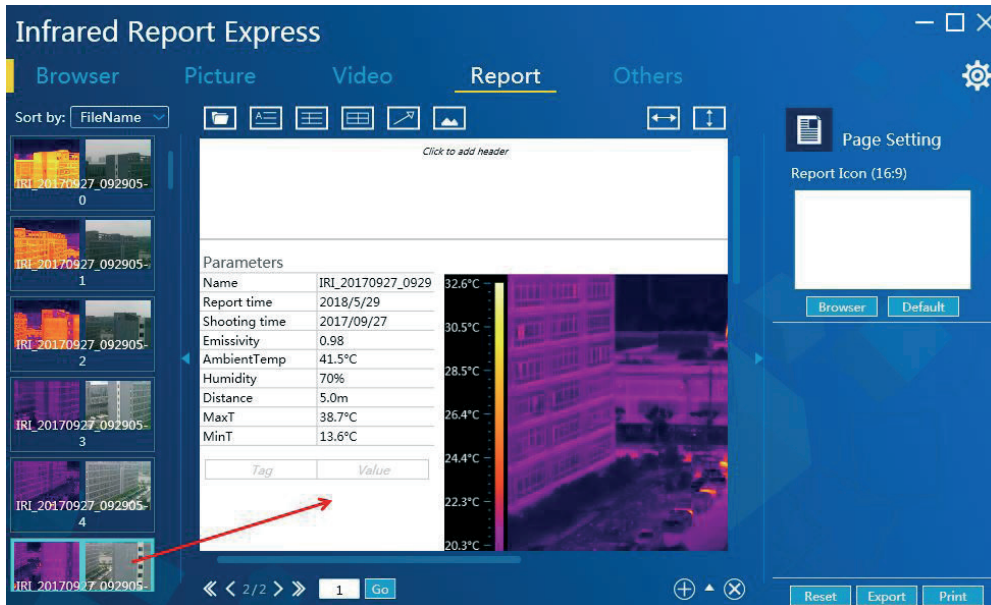 Infrared Report Express
Browser Picture Video Report Others
Sort by: FileName
IRI_20170927_092905-
0
IRI_20170927_092905-
1
IRI_20170927_092905-
2
IRI_20170927_092905-
3
IRI_20170927_092905-
4
IRI_20170927_092905-
Click to add header
Parameters
Name IRI_20170927_0929
Report time 2018/5/29
Shooting time 2017/09/27
Emissivity 0.98
AmbientTemp 41.5°C
Humidity 70%
Distance 5.0m
MaxT 38.7°C
MinT 13.6°C
Tag Value
32.6°C
30.5°C
28.5°C
26.4°C
24.4°C
22.3°C
20.3°C
2/2 1 Go
Page Setting
Report Icon (16:9)
Browser Default
Reset Export Print